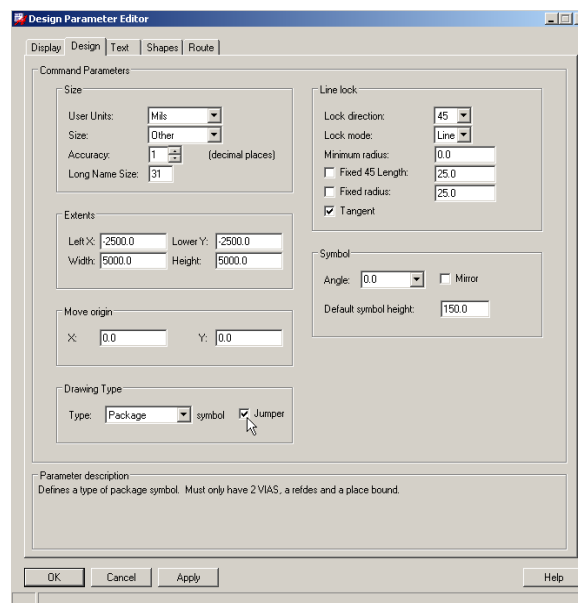 Design Parameter Editor
Display Design Text Shapes Route
Command Parameters
Size
User Units: Mils
Size: Other
Accuracy: 1 (decimal places)
Long Name Size: 31
Extents
Left X: -2500.0 Lower Y: -2500.0
Width: 5000.0 Height: 5000.0
Move origin
X: 0.0 Y: 0.0
Drawing Type
Type: Package symbol Jumper
Line lock
Lock direction: 45
Lock mode: Line
Minimum radius: 0.0
Fixed 45 Length: 25.0
Fixed radius: 25.0
Tangent
Symbol
Angle: 0.0 Mirror
Default symbol height: 150.0
Parameter description
Defines a type of package symbol. Must only have 2 VIAS, a refdes and a place bound.
OK Cancel Apply Help